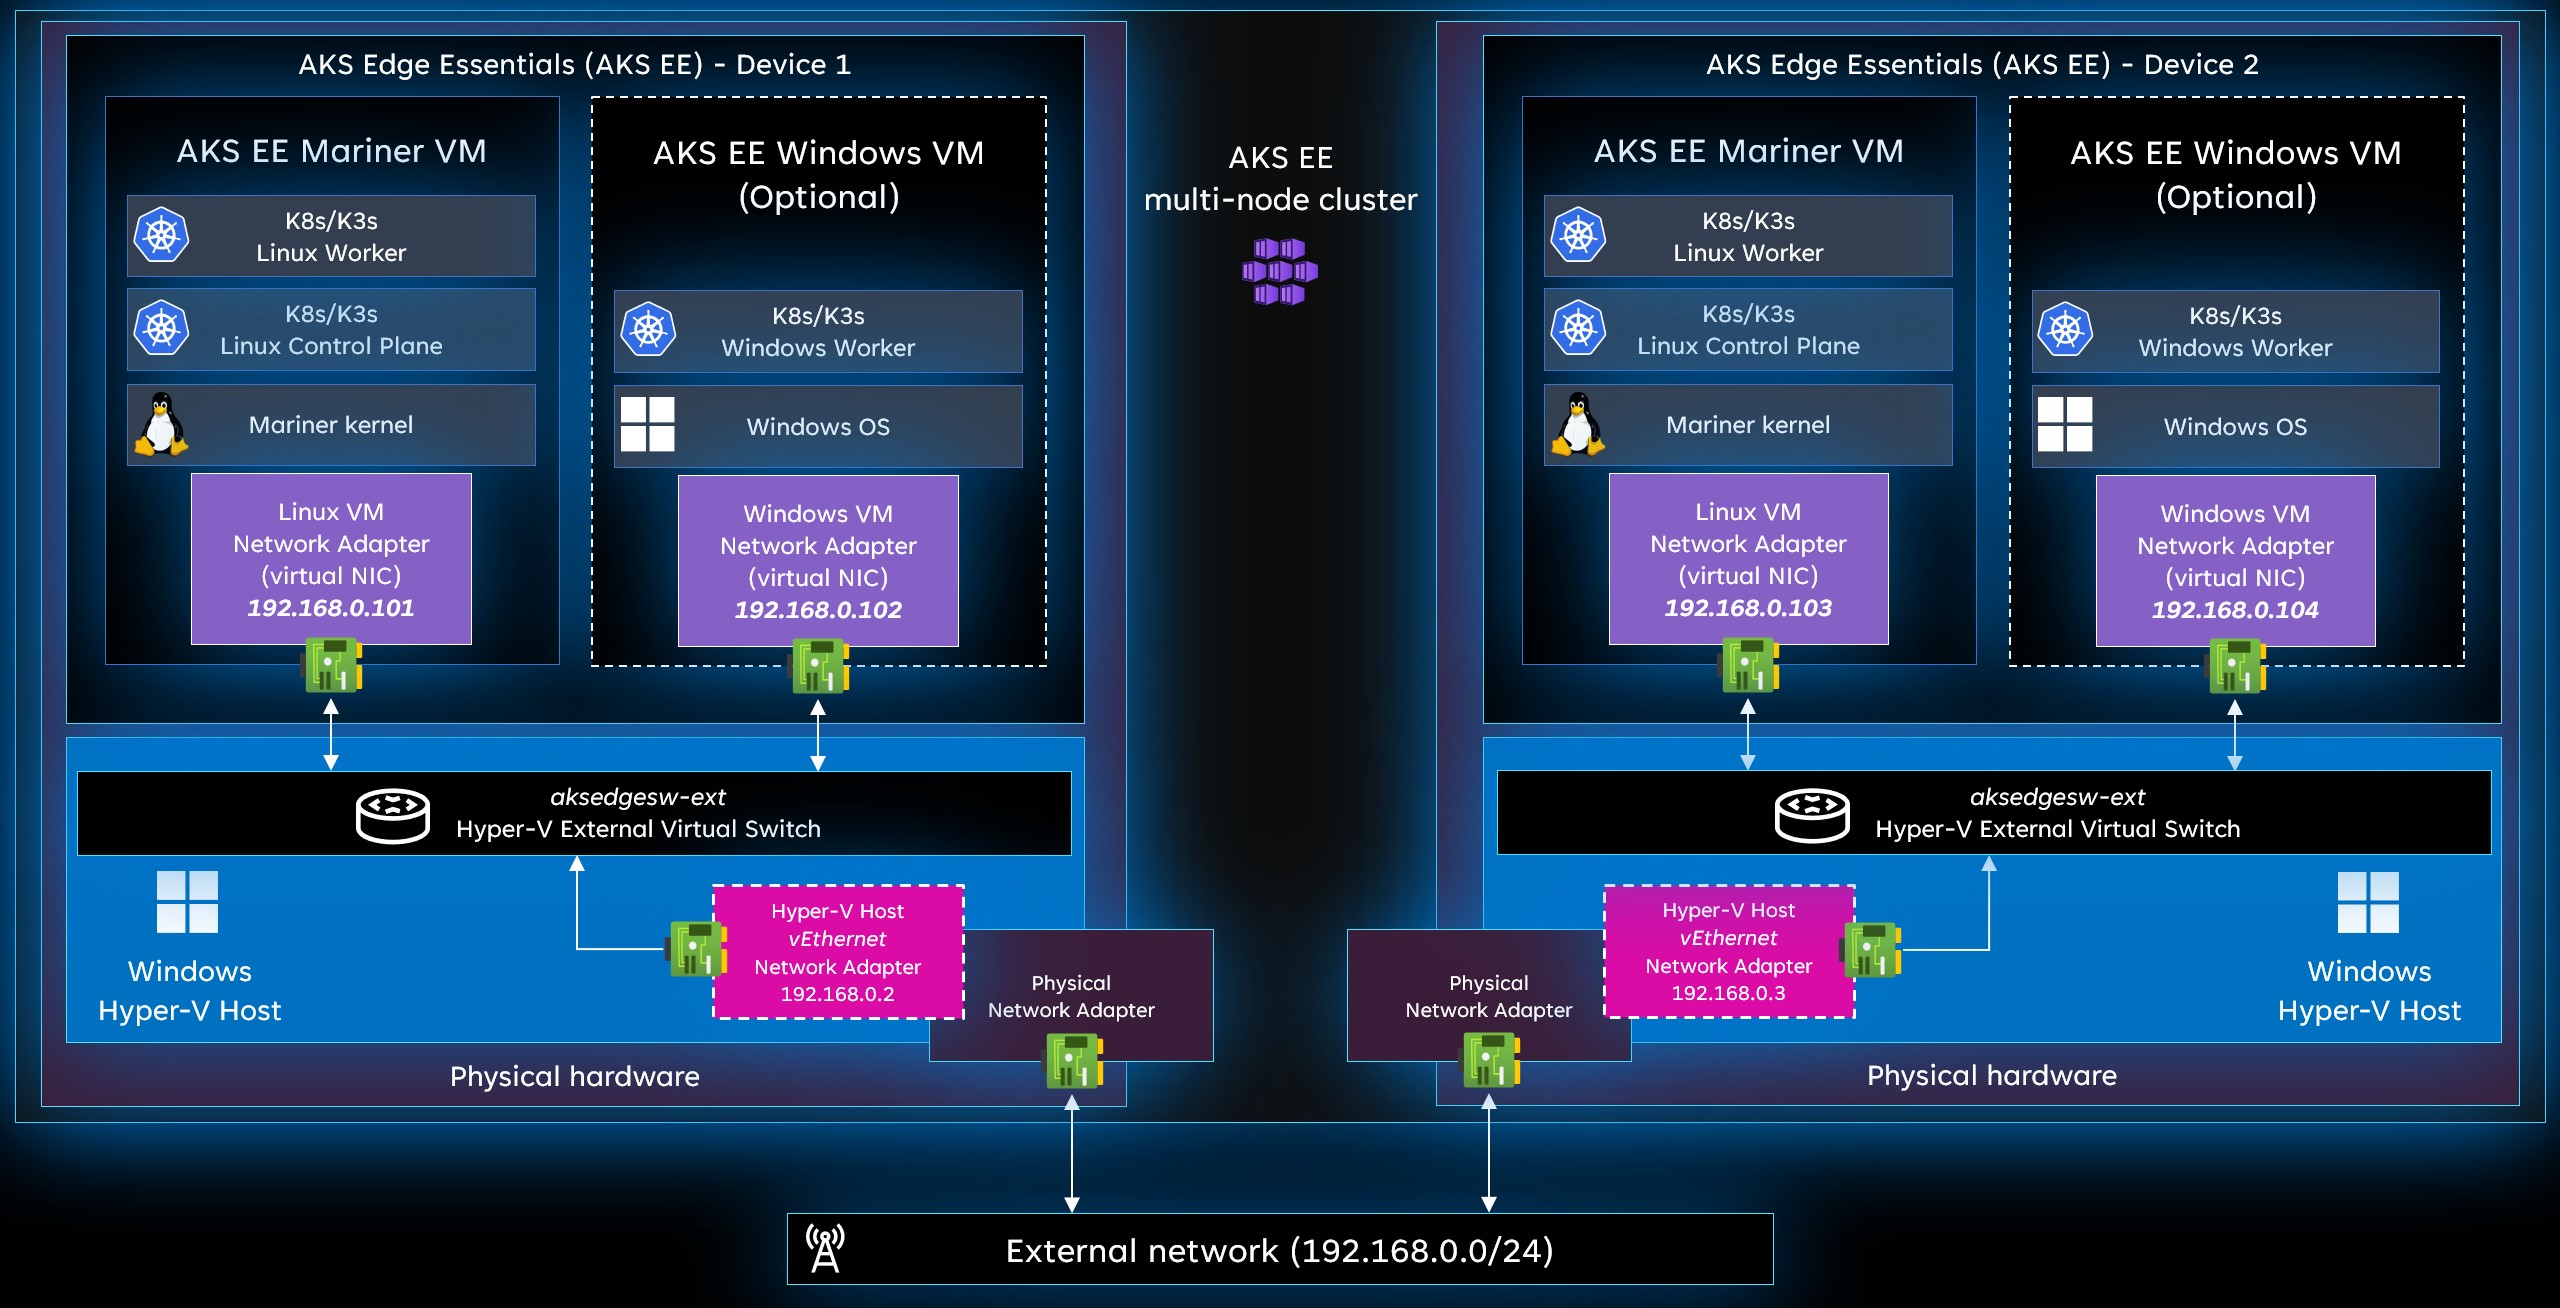 AKS Edge Essentials (AKS EE) - Device 1
AKS EE Mariner VM
K8s/K3s
Linux Worker
K8s/K3s
Linux Control Plane
Mariner kernel
Linux VM
Network Adapter
(virtual NIC)
192.168.0.101
AKS EE Windows VM
(Optional)
K8s/K3s
Windows Worker
Windows OS
Windows VM
Network Adapter
(virtual NIC)
192.168.0.102
aksedgesw-ext
Hyper-V External Virtual Switch
Windows
Hyper-V Host
Hyper-V Host
vEthernet
Network Adapter
192.168.0.2
Physical
Network Adapter
Physical hardware
AKS EE
multi-node cluster
AKS Edge Essentials (AKS EE) - Device 2
AKS EE Mariner VM
K8s/K3s
Linux Worker
K8s/K3s
Linux Control Plane
Mariner kernel
Linux VM
Network Adapter
(virtual NIC)
192.168.0.103
AKS EE Windows VM
(Optional)
K8s/K3s
Windows Worker
Windows OS
Windows VM
Network Adapter
(virtual NIC)
192.168.0.104
aksedgesw-ext
Hyper-V External Virtual Switch
Physical
Network Adapter
Hyper-V Host
vEthernet
Network Adapter
192.168.0.3
Windows
Hyper-V Host
Physical hardware
External network (192.168.0.0/24)